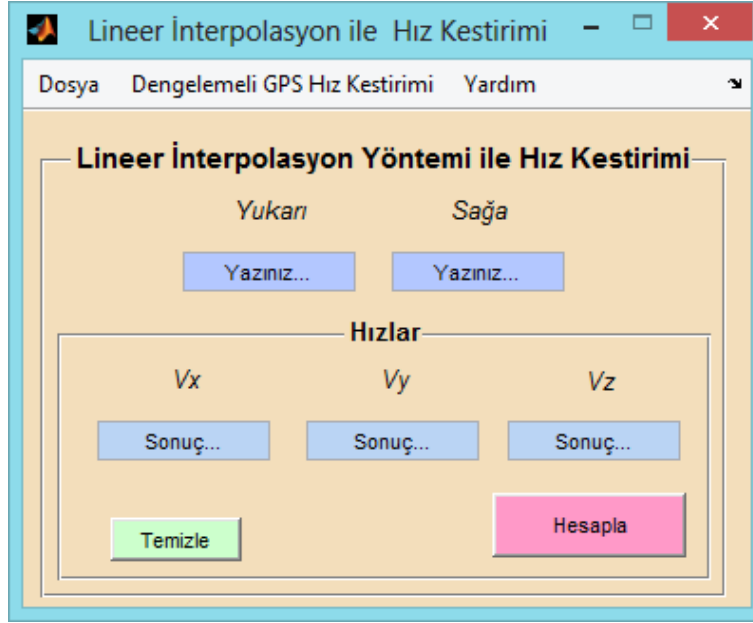 Lineer İnterpolasyon ile Hız Kestirimi
Dosya Dengelemeli GPS Hız Kestirimi Yardım
Lineer İnterpolasyon Yöntemi ile Hız Kestirimi
Yukarı Sağa
Yazınız... Yazınız...
Hızlar
Vx Vy Vz
Sonuç... Sonuç... Sonuç...
Temizle Hesapla